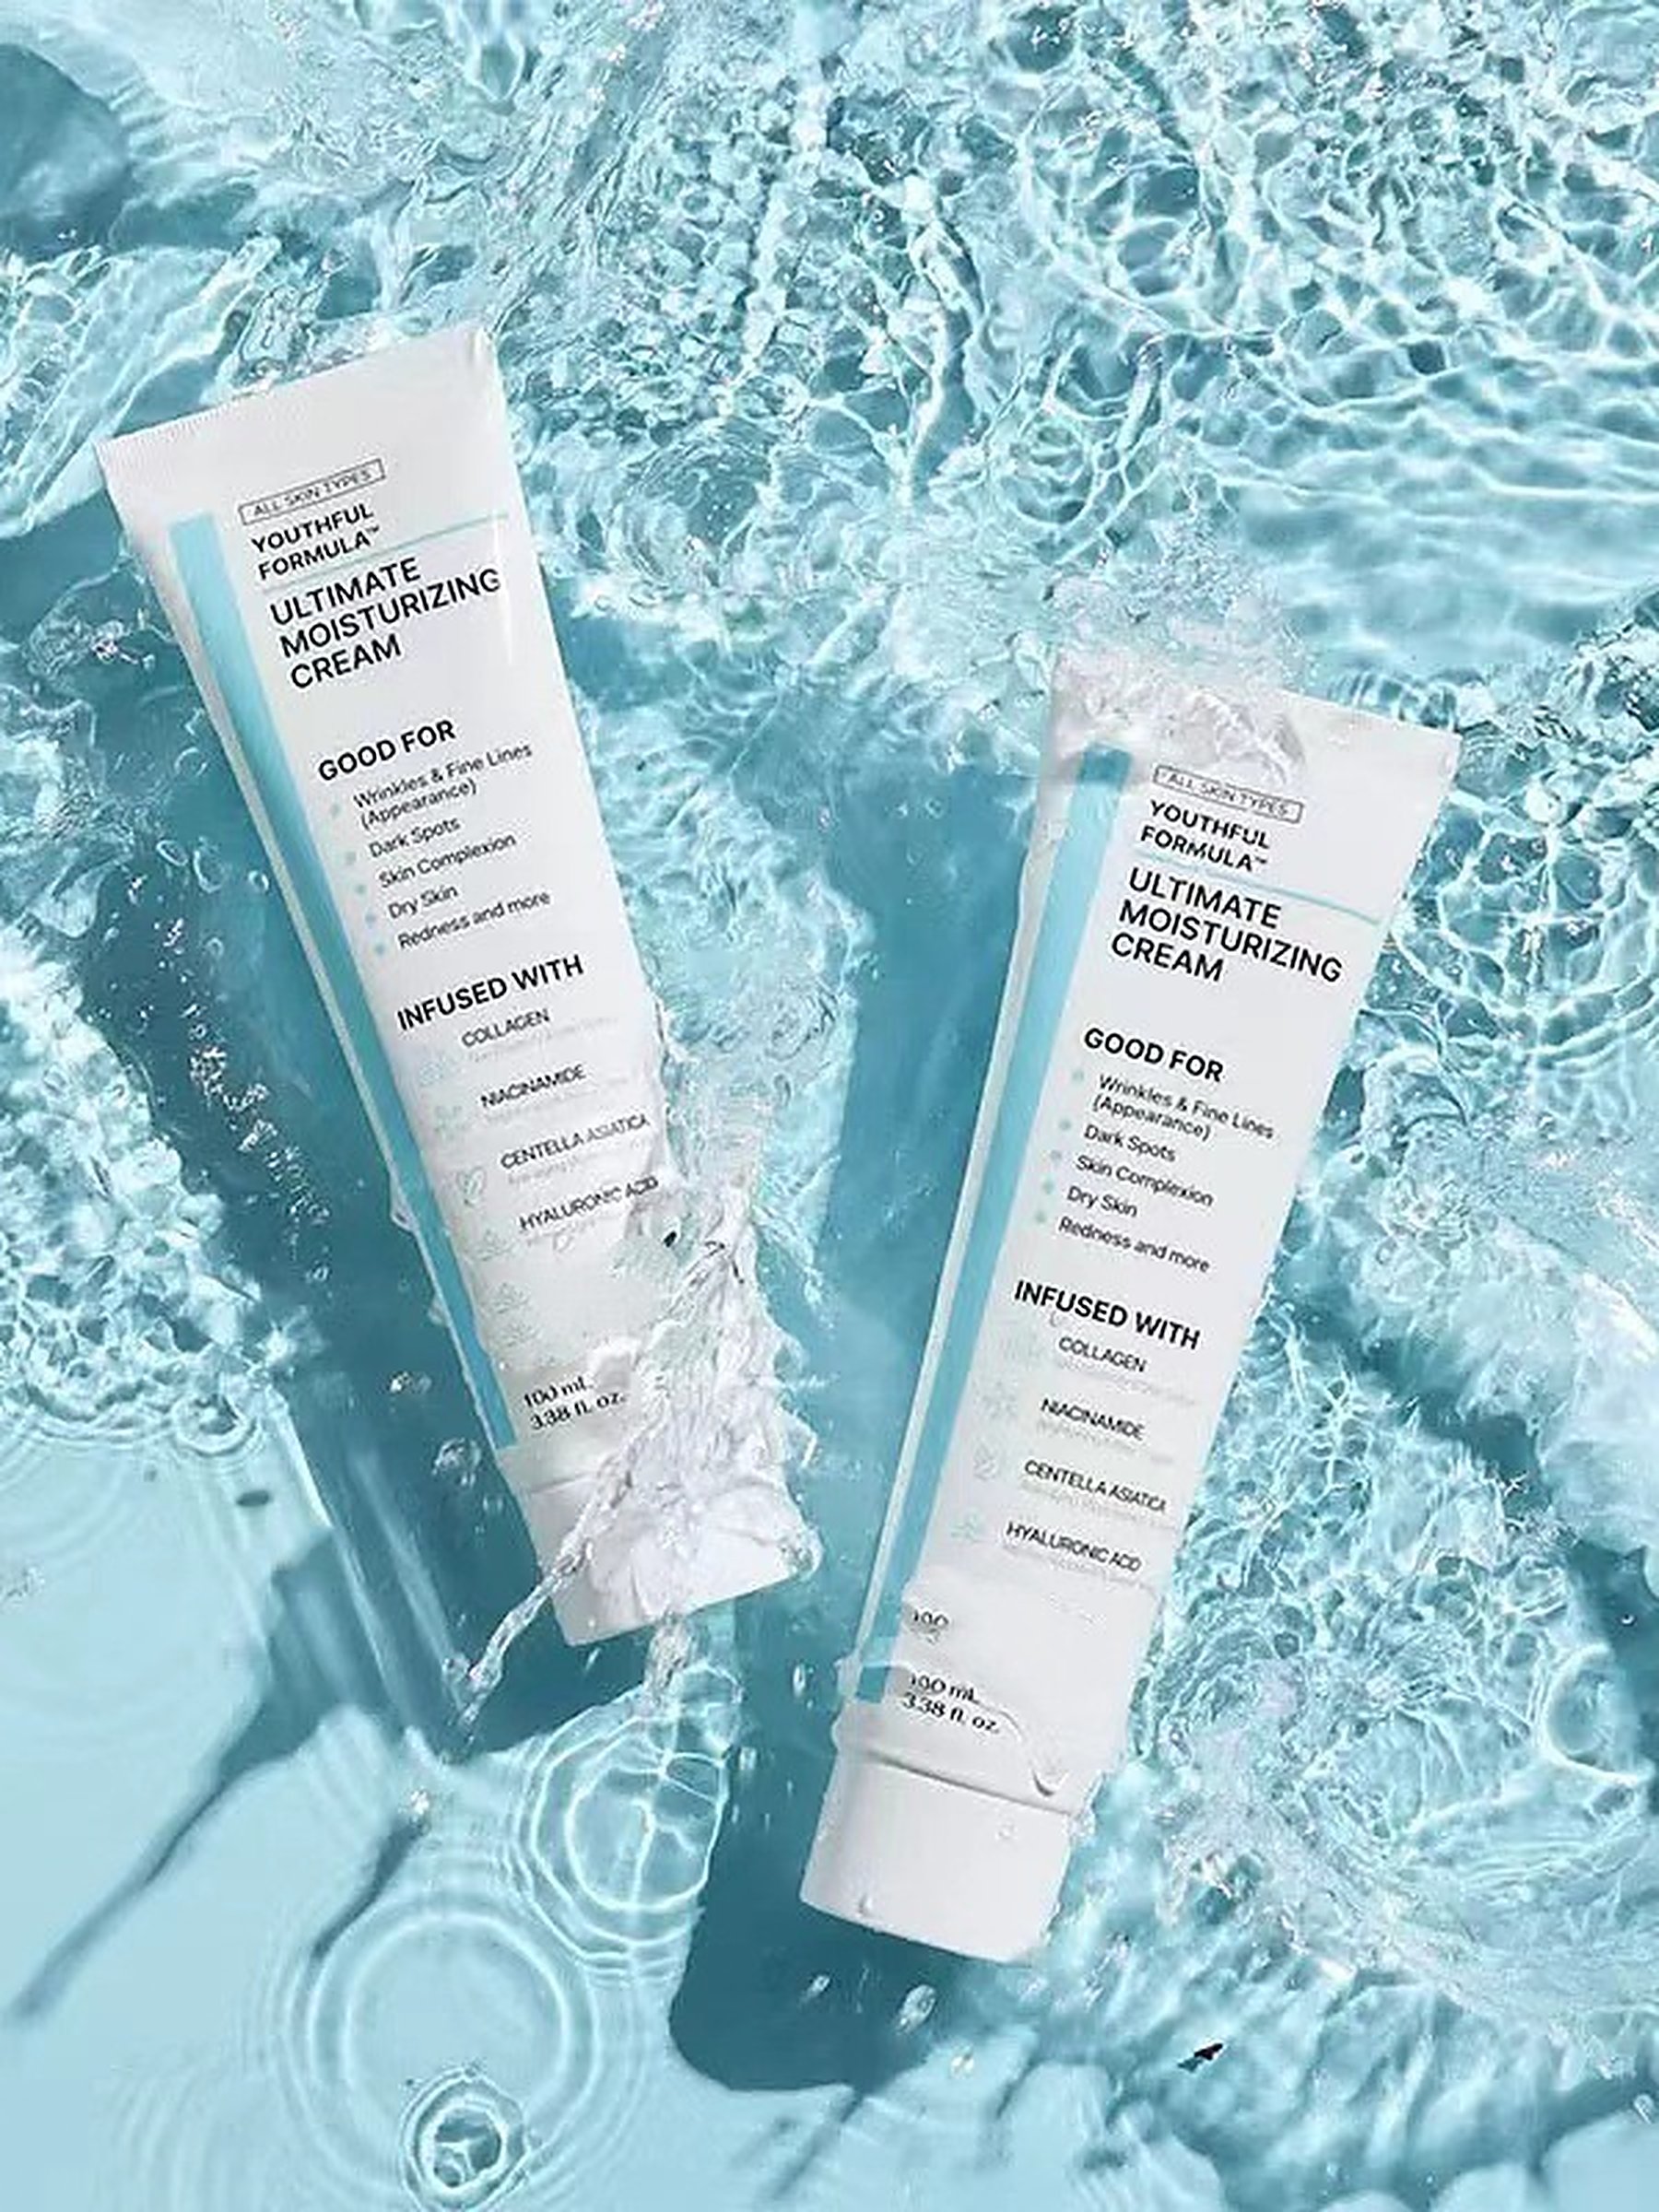 ALL SKIN TYPES
YOUTHFUL
FORMULA™
ULTIMATE
MOISTURIZING
CREAM
GOOD FOR
Wrinkles & Fine Lines
(Appearance)
Dark Spots
Skin Complexion
Dry Skin
Redness and more
INFUSED WITH
COLLAGEN
NIACINAMIDE
CENTELLA ASIATICA
HYALURONIC ACID
100 mL
3.38 fl. oz.
ALL SKIN TYPES
YOUTHFUL
FORMULA™
ULTIMATE
MOISTURIZING
CREAM
GOOD FOR
Wrinkles & Fine Lines
(Appearance)
Dark Spots
Skin Complexion
Dry Skin
Redness and more
INFUSED WITH
COLLAGEN
NIACINAMIDE
CENTELLA ASIATICA
HYALURONIC ACID
100
100 mL
3.38 fl. oz.